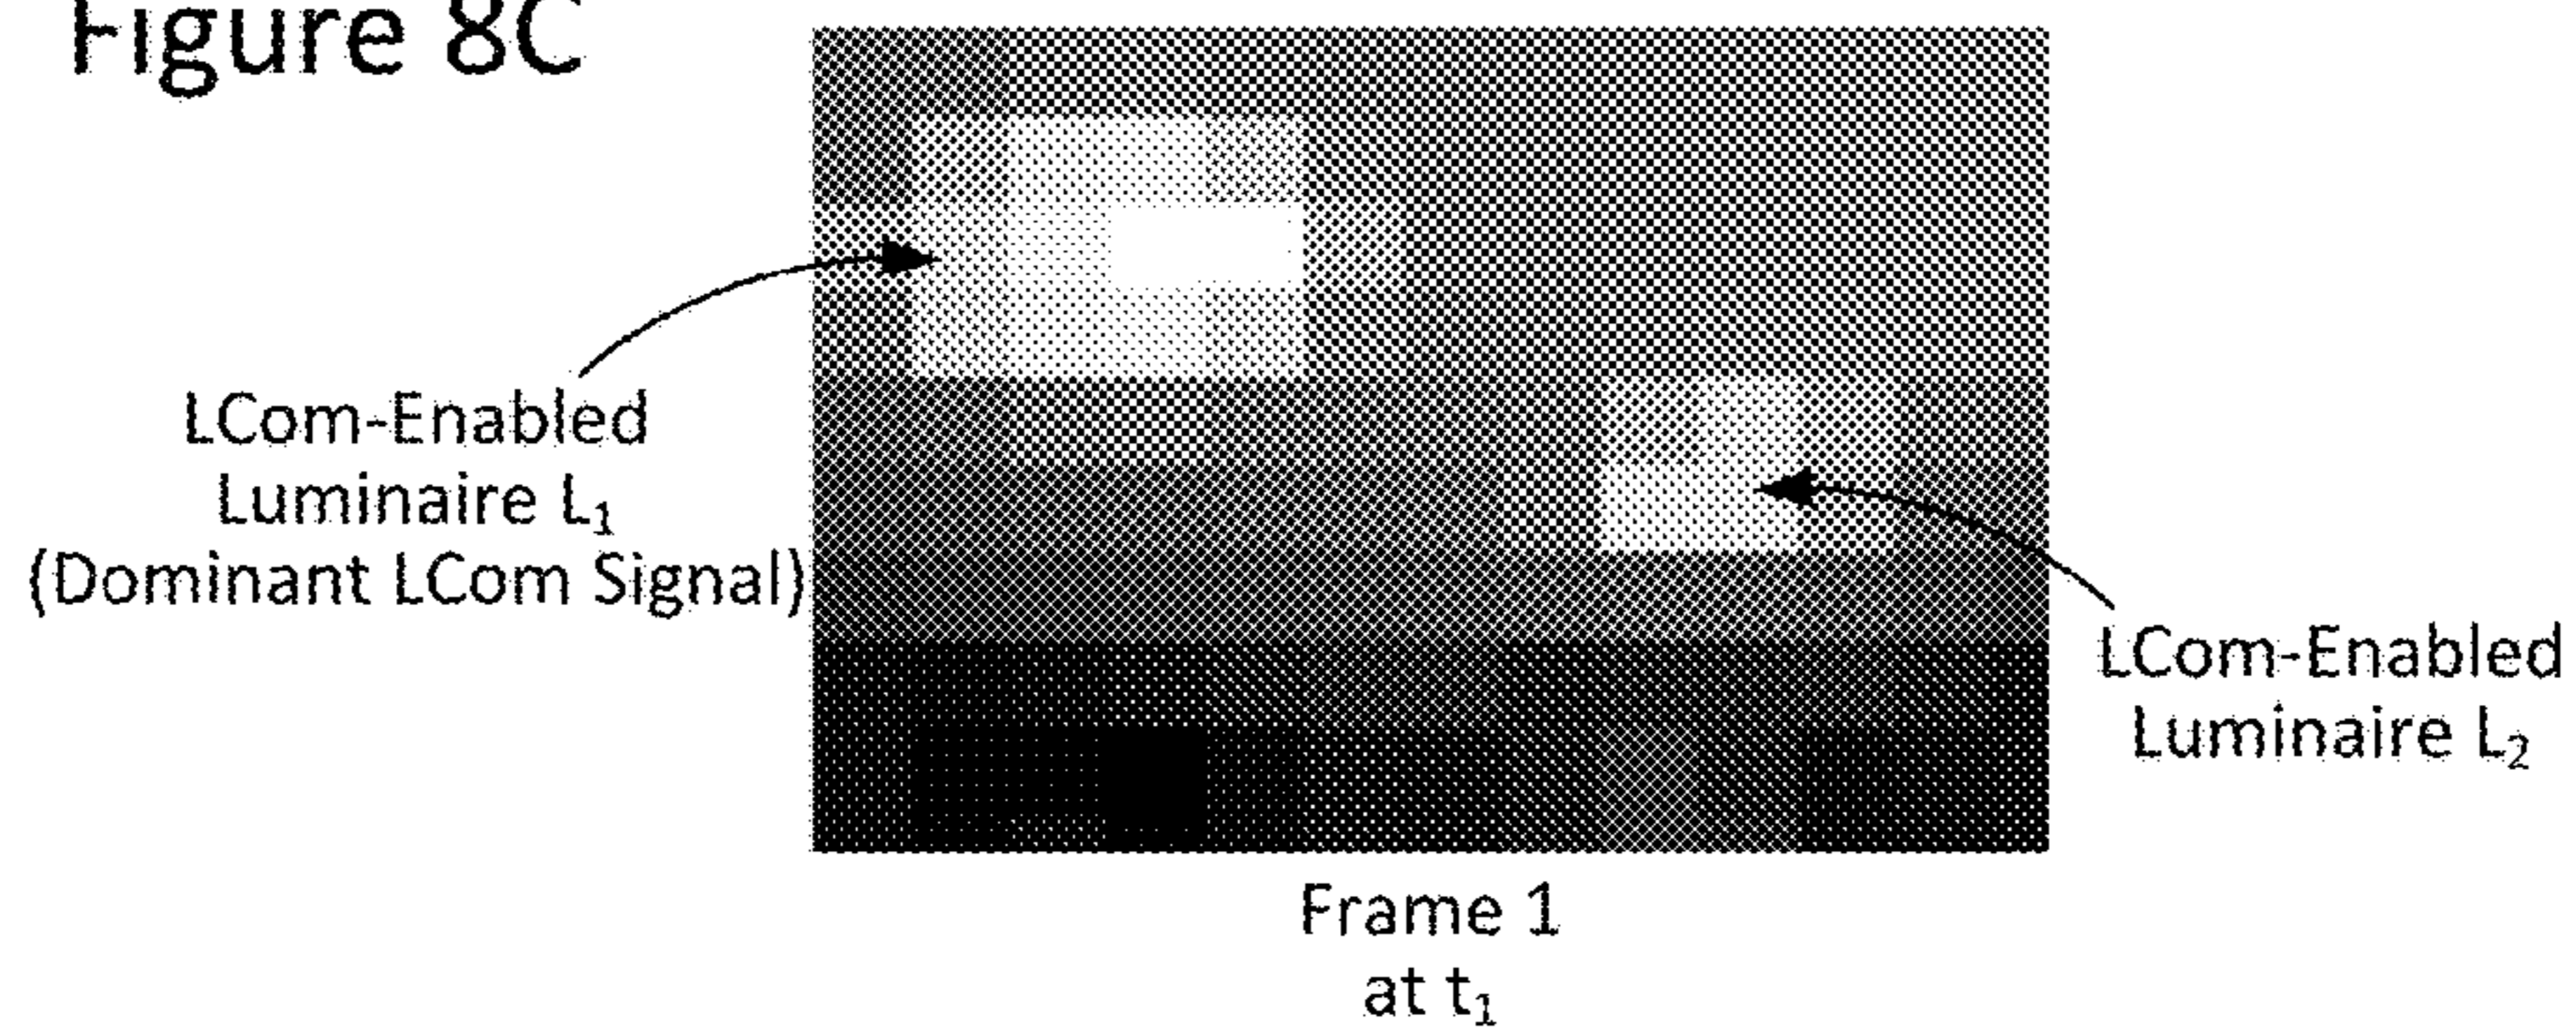 Figure 8C
LCom-Enabled
Luminaire L₁
(Dominant LCom Signal)
LCom-Enabled
Luminaire L₂
Frame 1
at t₁